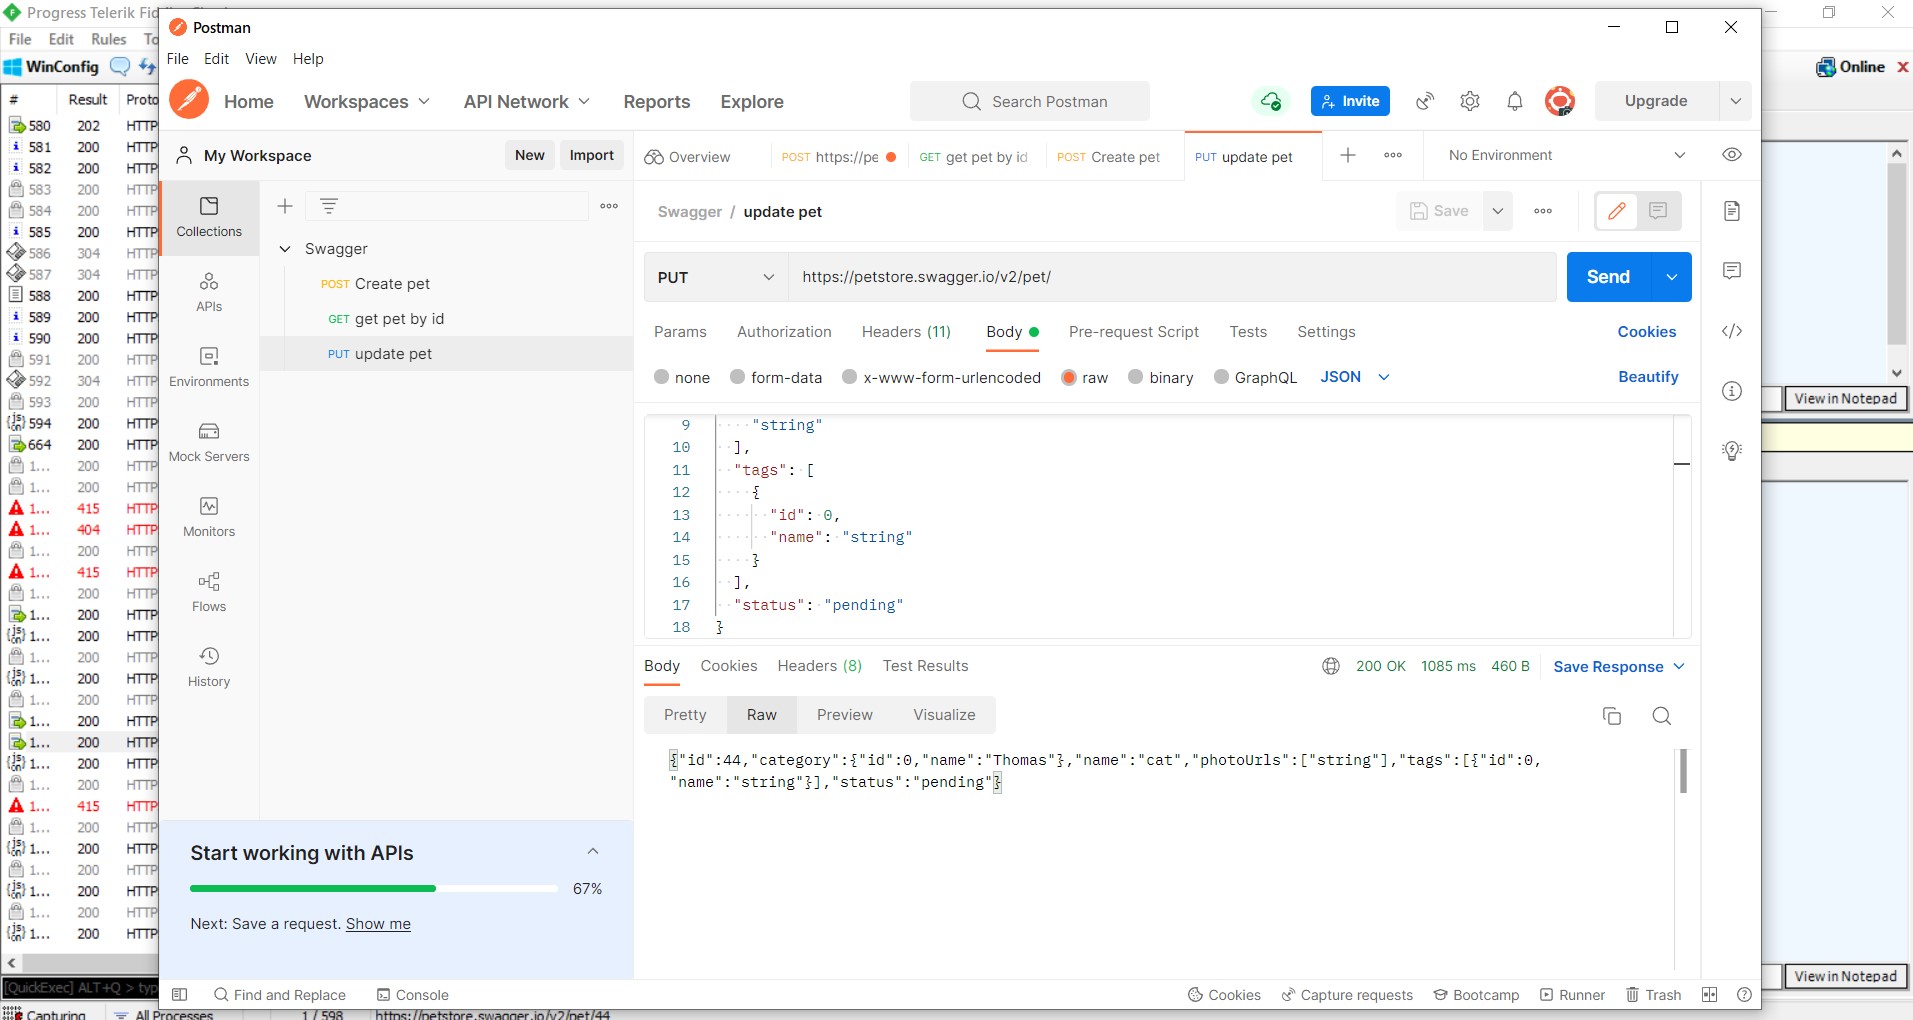 Progress Telerik Fid
File Edit Rules To
WinConfig
Online
# Result Proto
580 202 HTTP
581 200 HTTP
582 200 HTTP
583 200 HTTP
584 200 HTTP
585 200 HTTP
586 304 HTTP
587 304 HTTP
588 200 HTTP
589 200 HTTP
590 200 HTTP
591 200 HTTP
592 304 HTTP
593 200 HTTP
594 200 HTTP
664 200 HTTP
1... 200 HTTP
1... 200 HTTP
1... 415 HTTP
1... 404 HTTP
1... 200 HTTP
1... 415 HTTP
1... 200 HTTP
1... 200 HTTP
1... 200 HTTP
1... 200 HTTP
1... 200 HTTP
1... 200 HTTP
1... 200 HTTP
1... 200 HTTP
1... 200 HTTP
1... 200 HTTP
1... 415 HTTP
1... 200 HTTP
1... 200 HTTP
1... 200 HTTP
1... 200 HTTP
1... 200 HTTP
1... 200 HTTP
[QuickExec] ALT+Q > typ
Capturing All Processes 1 / 598 https://petstore.swagger.io/v2/pet/44
View in Notepad
View in Notepad
Postman
File Edit View Help
Home Workspaces API Network Reports Explore
Search Postman
Invite
Upgrade
My Workspace
New Import
Overview
POST https://pe
GET get pet by id
POST Create pet
PUT update pet
No Environment
Collections
APIs
Environments
Mock Servers
Monitors
Flows
History
Swagger
POST Create pet
GET get pet by id
PUT update pet
Swagger / update pet
Save
PUT
https://petstore.swagger.io/v2/pet/
Send
Params Authorization Headers (11) Body Pre-request Script Tests Settings
Cookies
none form-data x-www-form-urlencoded raw binary GraphQL JSON
Beautify
9 "string"
10 ],
11 "tags": [
12 {
13 "id": 0,
14 "name": "string"
15 }
16 ],
17 "status": "pending"
18 }
Body Cookies Headers (8) Test Results
200 OK 1085 ms 460 B
Save Response
Pretty Raw Preview Visualize
{"id":44,"category":{"id":0,"name":"Thomas"},"name":"cat","photoUrls":["string"],"tags":[{"id":0,
"name":"string"}],"status":"pending"}
Start working with APIs
67%
Next: Save a request. Show me
Find and Replace Console
Cookies Capture requests Bootcamp Runner Trash